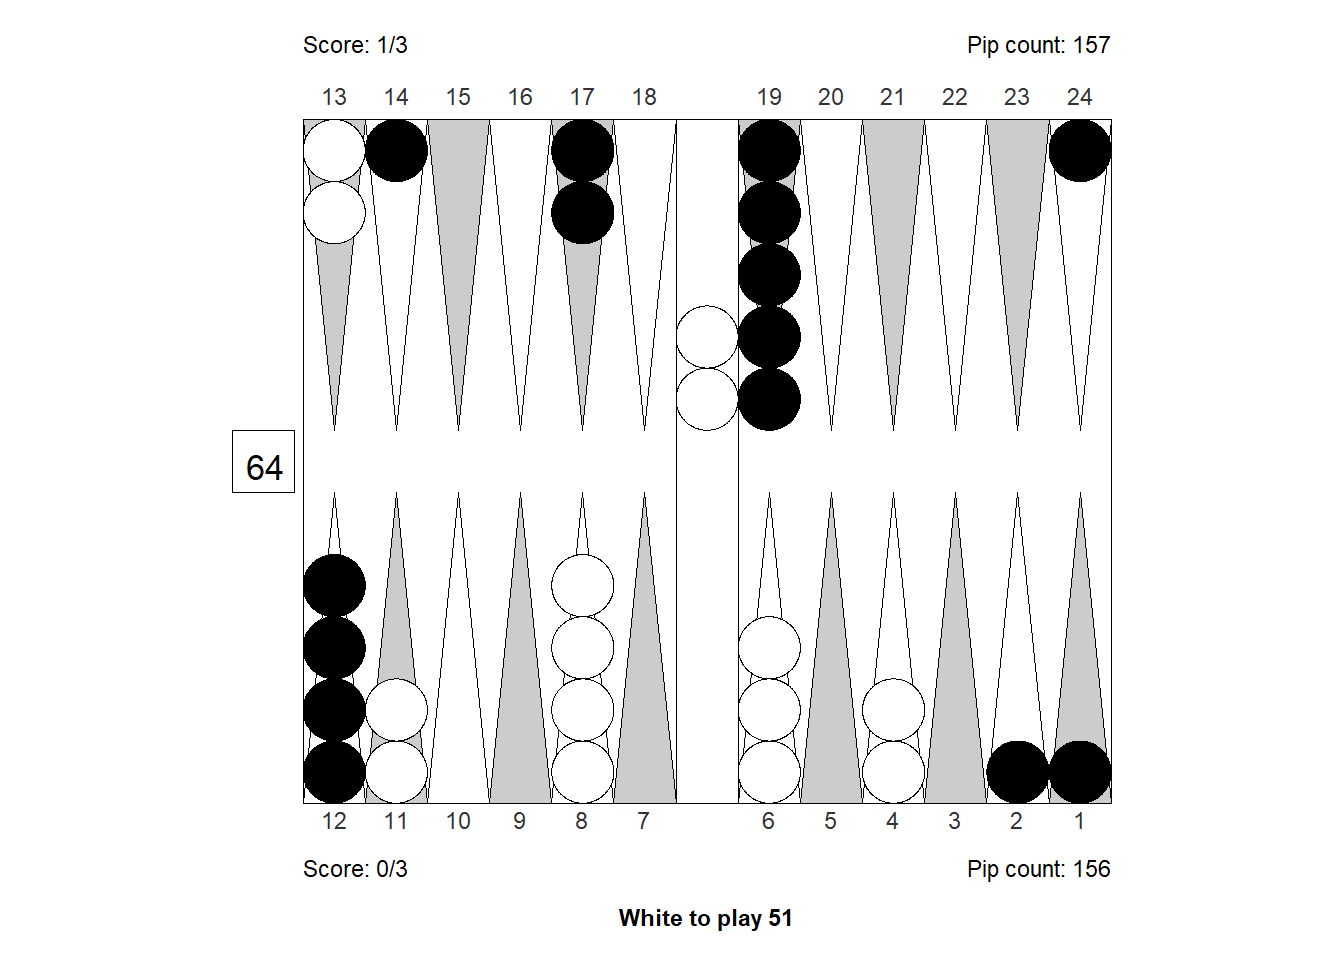 Score: 1/3 Pip count: 157
13 14 15 16 17 18 19 20 21 22 23 24
64
12 11 10 9 8 7 6 5 4 3 2 1
Score: 0/3 Pip count: 156
White to play 51